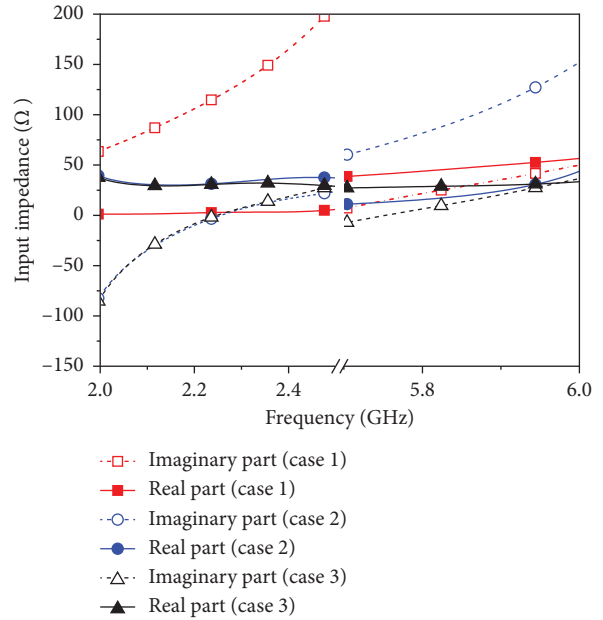 200
150
100
50
0
−50
−100
−150
Input impedance (Ω)
2.0
2.2
2.4
5.8
6.0
Frequency (GHz)
Imaginary part (case 1)
Real part (case 1)
Imaginary part (case 2)
Real part (case 2)
Imaginary part (case 3)
Real part (case 3)